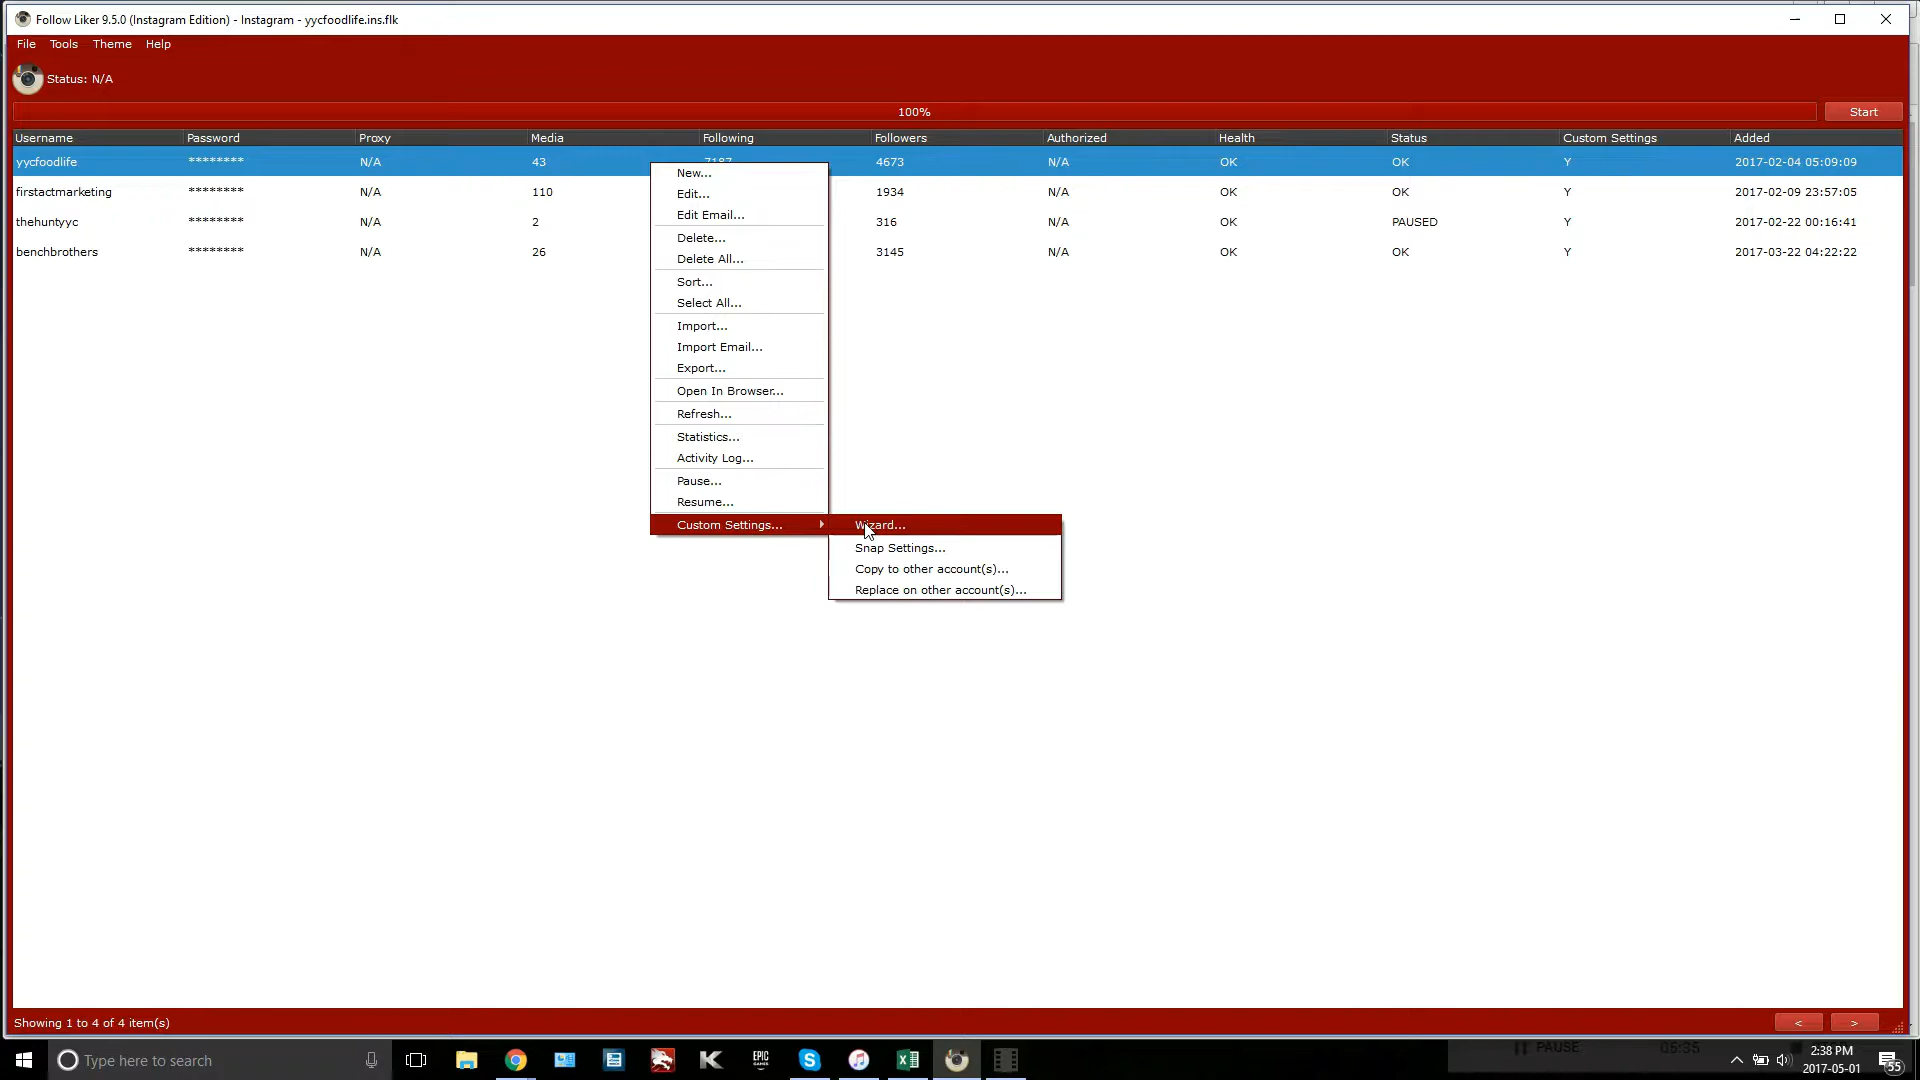 Follow Liker 9.5.0 (Instagram Edition) - Instagram - yycfoodlife.ins.flk
File Tools Theme Help
Status: N/A
100% Start
Username Password Proxy Media Following Followers Authorized Health Status Custom Settings Added
yycfoodlife ******** N/A 43 7187 4673 N/A OK OK Y 2017-02-04 05:09:09
firstactmarketing ******** N/A 110 1934 N/A OK OK Y 2017-02-09 23:57:05
thehuntyyc ******** N/A 2 316 N/A OK PAUSED Y 2017-02-22 00:16:41
benchbrothers ******** N/A 26 3145 N/A OK OK Y 2017-03-22 04:22:22
New...
Edit...
Edit Email...
Delete...
Delete All...
Sort...
Select All...
Import...
Import Email...
Export...
Open In Browser...
Refresh...
Statistics...
Activity Log...
Pause...
Resume...
Custom Settings...
Wizard...
Snap Settings...
Copy to other account(s)...
Replace on other account(s)...
Showing 1 to 4 of 4 item(s) < >
Type here to search
K
EPIC GAMES
PAUSE
2:38 PM
2017-05-01
55